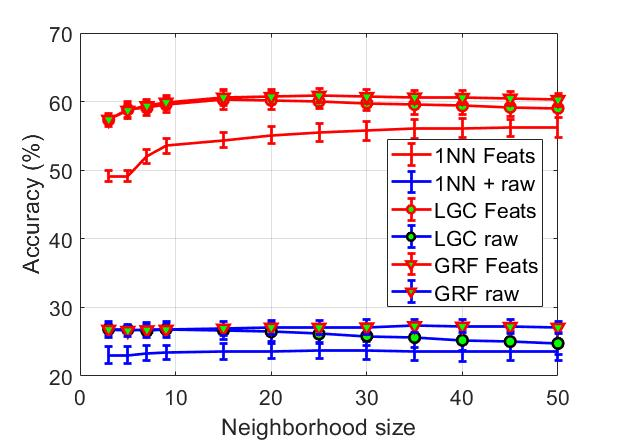 70
60
50
40
30
20
Accuracy (%)
1NN Feats
1NN + raw
LGC Feats
LGC raw
GRF Feats
GRF raw
0 10 20 30 40 50
Neighborhood size